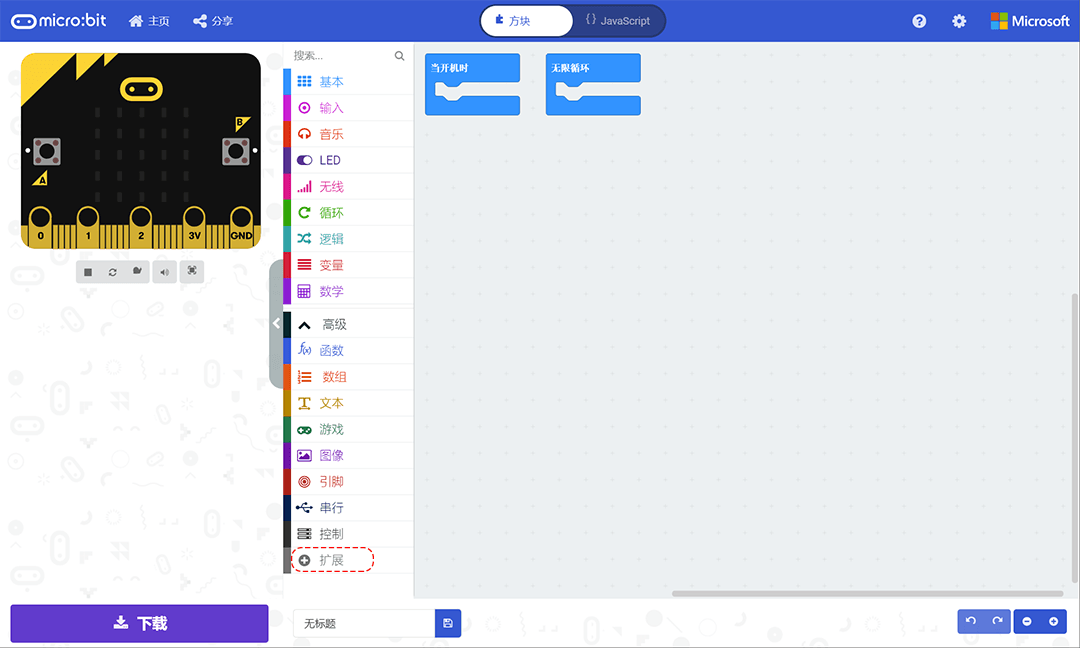 micro:bit 主页 分享 方块 {} JavaScript Microsoft
搜索...
基本
输入
音乐
LED
无线
循环
逻辑
变量
数学
高级
f(x) 函数
数组
文本
游戏
图像
引脚
串行
控制
扩展
当开机时
无限循环
B
A
0 1 2 3V GND
下载
无标题